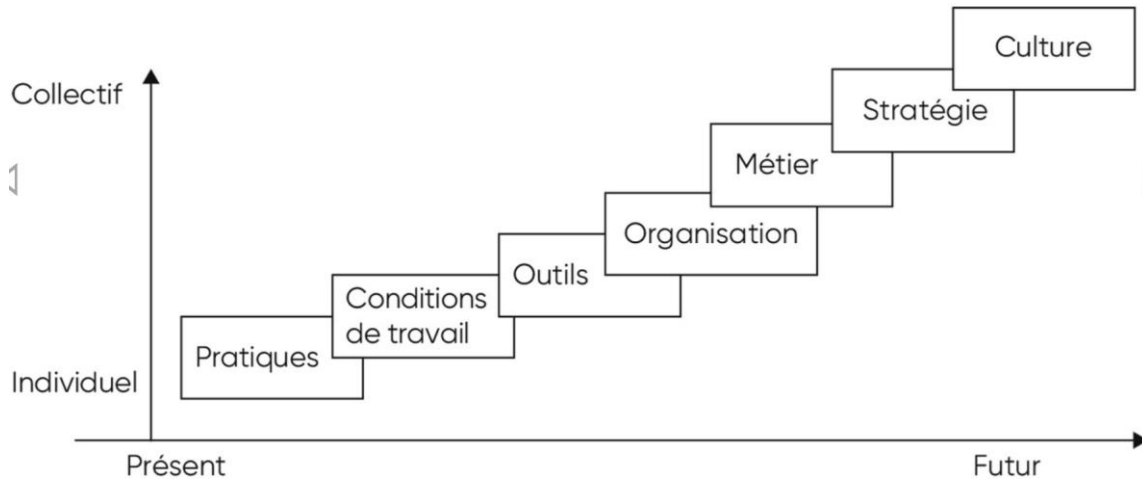 Culture
Collectif
Stratégie
Métier
Organisation
Outils
Conditions
de travail
Pratiques
Individuel
Présent
Futur